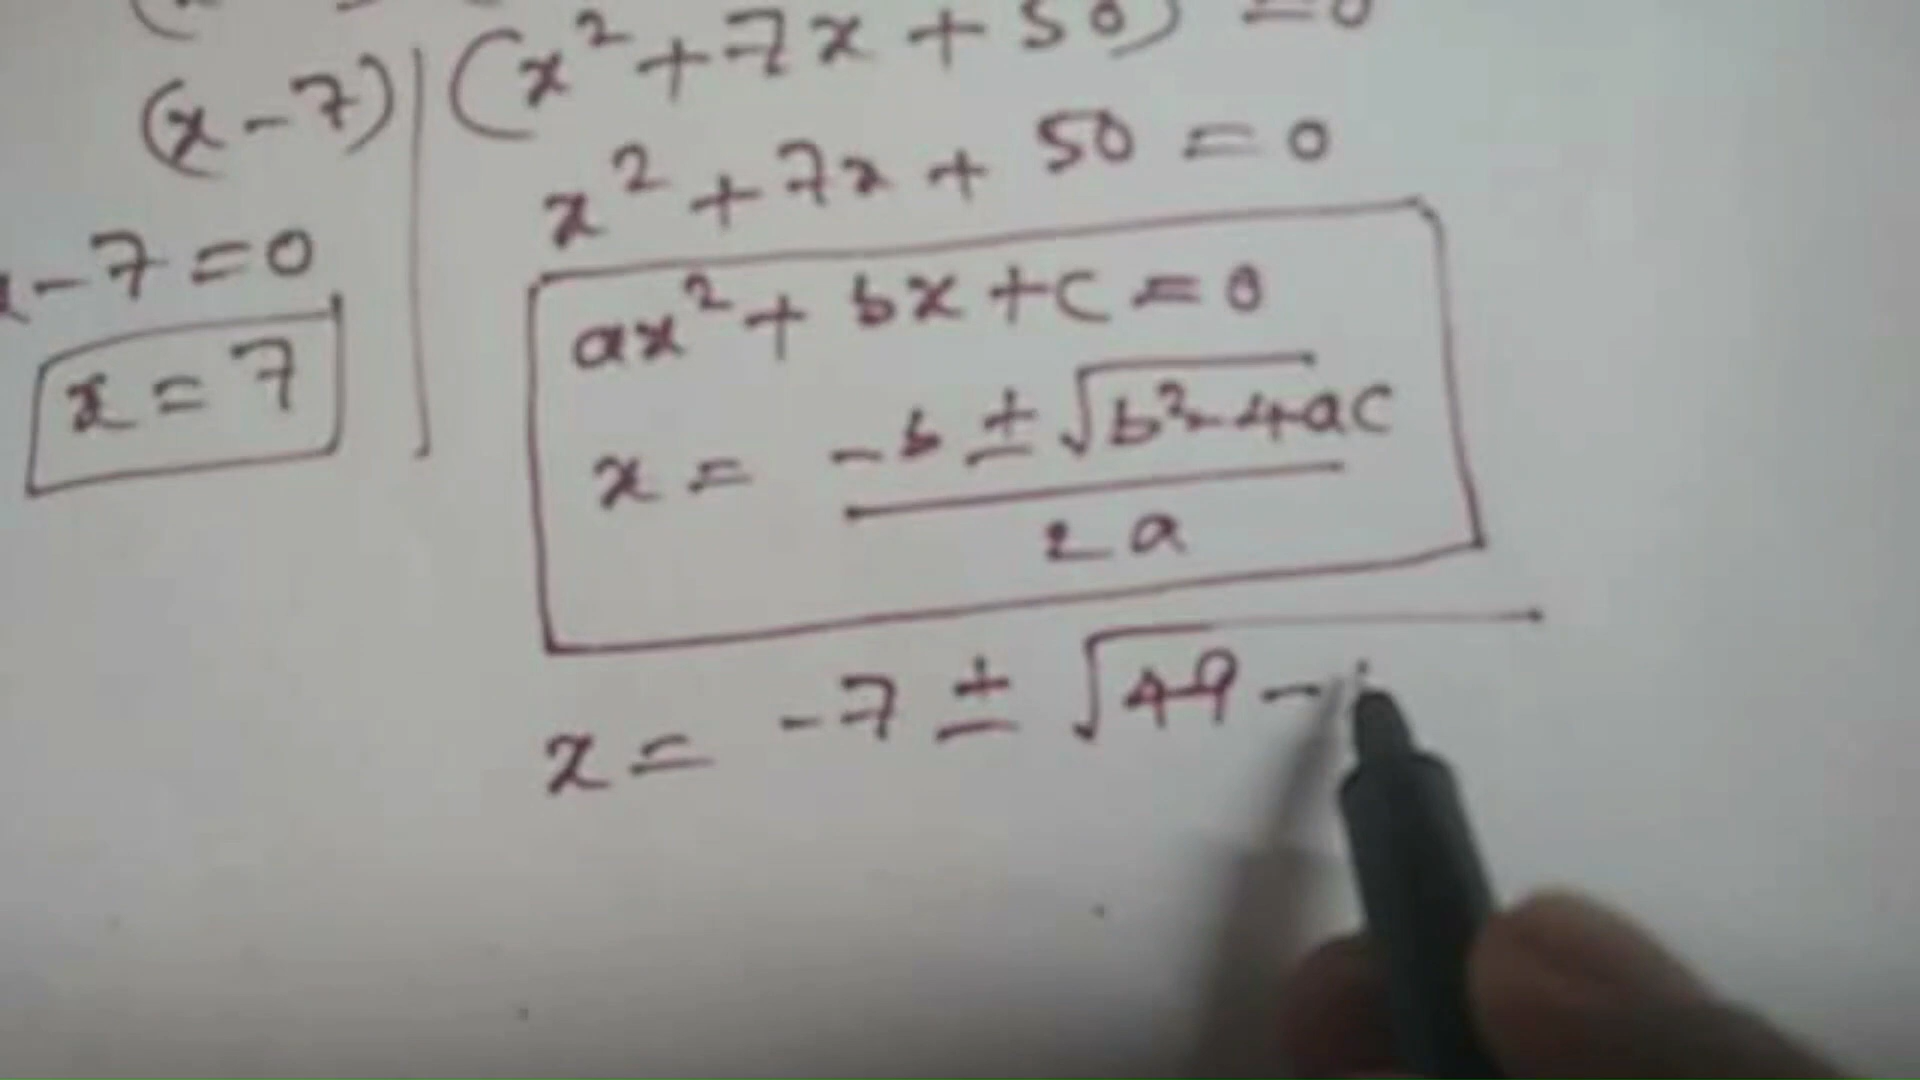 (x-7) (x²+7x+50) =0
x²+7x+50=0
x-7=0
x=7
ax²+bx+c=0
x= -b±√b²-4ac
2a
x= -7±√49-